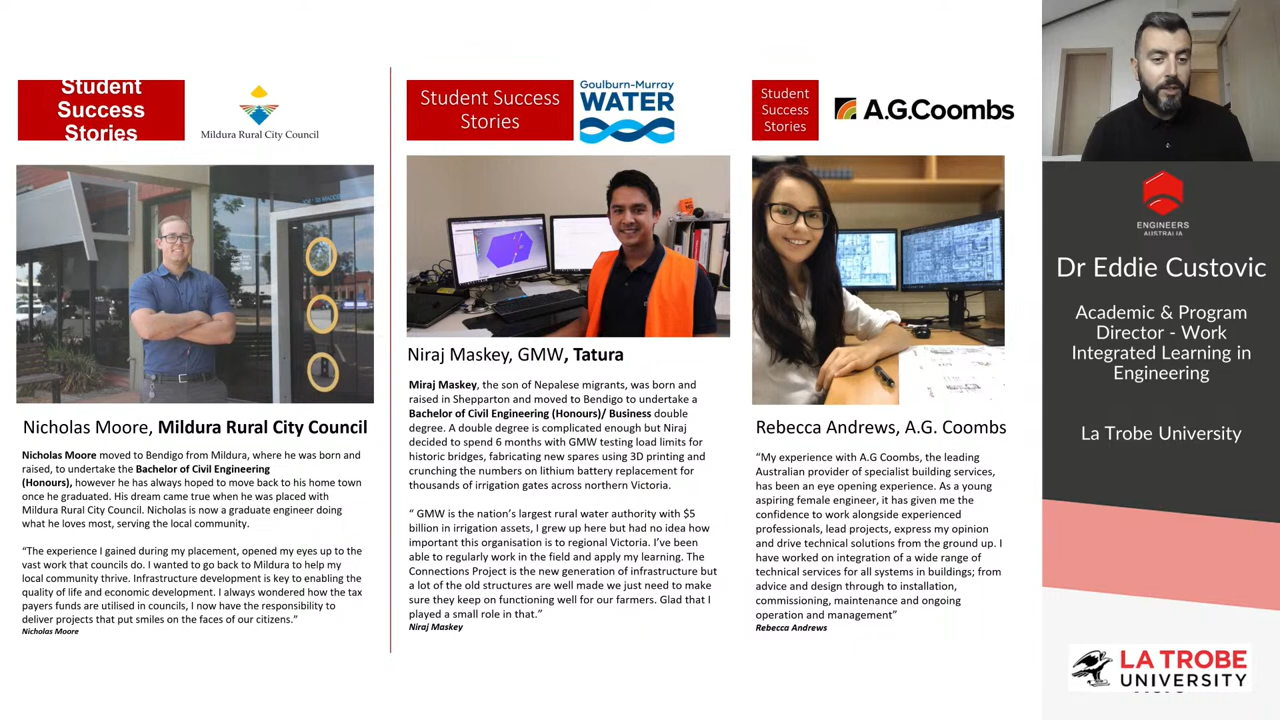 Student
Success
Stories
Mildura Rural City Council
Nicholas Moore, Mildura Rural City Council
Nicholas Moore moved to Bendigo from Mildura, where he was born and
raised, to undertake the Bachelor of Civil Engineering
(Honours), however he has always hoped to move back to his home town
once he graduated. His dream came true when he was placed with
Mildura Rural City Council. Nicholas is now a graduate engineer doing
what he loves most, serving the local community.
“The experience I gained during my placement, opened my eyes up to the
vast work that councils do. I wanted to go back to Mildura to help my
local community thrive. Infrastructure development is key to enabling the
quality of life and economic development. I always wondered how the tax
payers funds are utilised in councils, I now have the responsibility to
deliver projects that put smiles on the faces of our citizens.”
Nicholas Moore
Student Success
Stories
Goulburn-Murray
WATER
Niraj Maskey, GMW, Tatura
Miraj Maskey, the son of Nepalese migrants, was born and
raised in Shepparton and moved to Bendigo to undertake a
Bachelor of Civil Engineering (Honours)/ Business double
degree. A double degree is complicated enough but Niraj
decided to spend 6 months with GMW testing load limits for
historic bridges, fabricating new spares using 3D printing and
crunching the numbers on lithium battery replacement for
thousands of irrigation gates across northern Victoria.
“ GMW is the nation’s largest rural water authority with $5
billion in irrigation assets, I grew up here but had no idea how
important this organisation is to regional Victoria. I’ve been
able to regularly work in the field and apply my learning. The
Connections Project is the new generation of infrastructure but
a lot of the old structures are well made we just need to make
sure they keep on functioning well for our farmers. Glad that I
played a small role in that.”
Niraj Maskey
Student
Success
Stories
A.G.Coombs
Rebecca Andrews, A.G. Coombs
“My experience with A.G Coombs, the leading
Australian provider of specialist building services,
has been an eye opening experience. As a young
aspiring female engineer, it has given me the
confidence to work alongside experienced
professionals, lead projects, express my opinion
and drive technical solutions from the ground up. I
have worked on integration of a wide range of
technical services for all systems in buildings; from
advice and design through to installation,
commissioning, maintenance and ongoing
operation and management”
Rebecca Andrews
ENGINEERS
AUSTRALIA
Dr Eddie Custovic
Academic & Program
Director - Work
Integrated Learning in
Engineering
La Trobe University
LA TROBE
UNIVERSITY